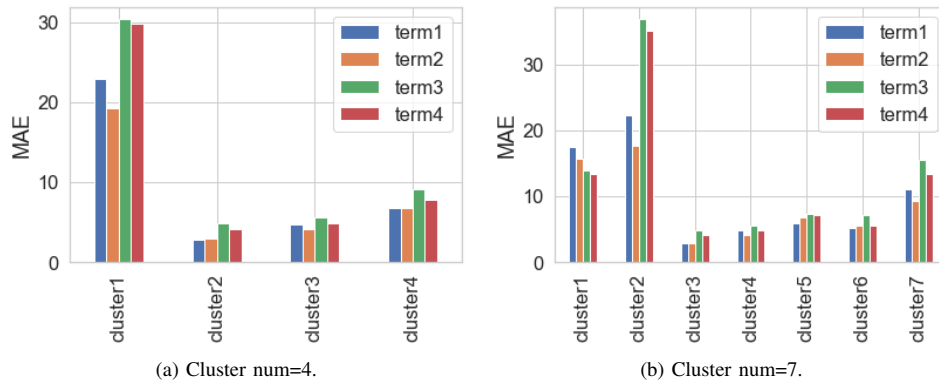 MAE
30
20
10
0
term1
term2
term3
term4
cluster1
cluster2
cluster3
cluster4
(a) Cluster num=4.
MAE
30
20
10
0
term1
term2
term3
term4
cluster1
cluster2
cluster3
cluster4
cluster5
cluster6
cluster7
(b) Cluster num=7.